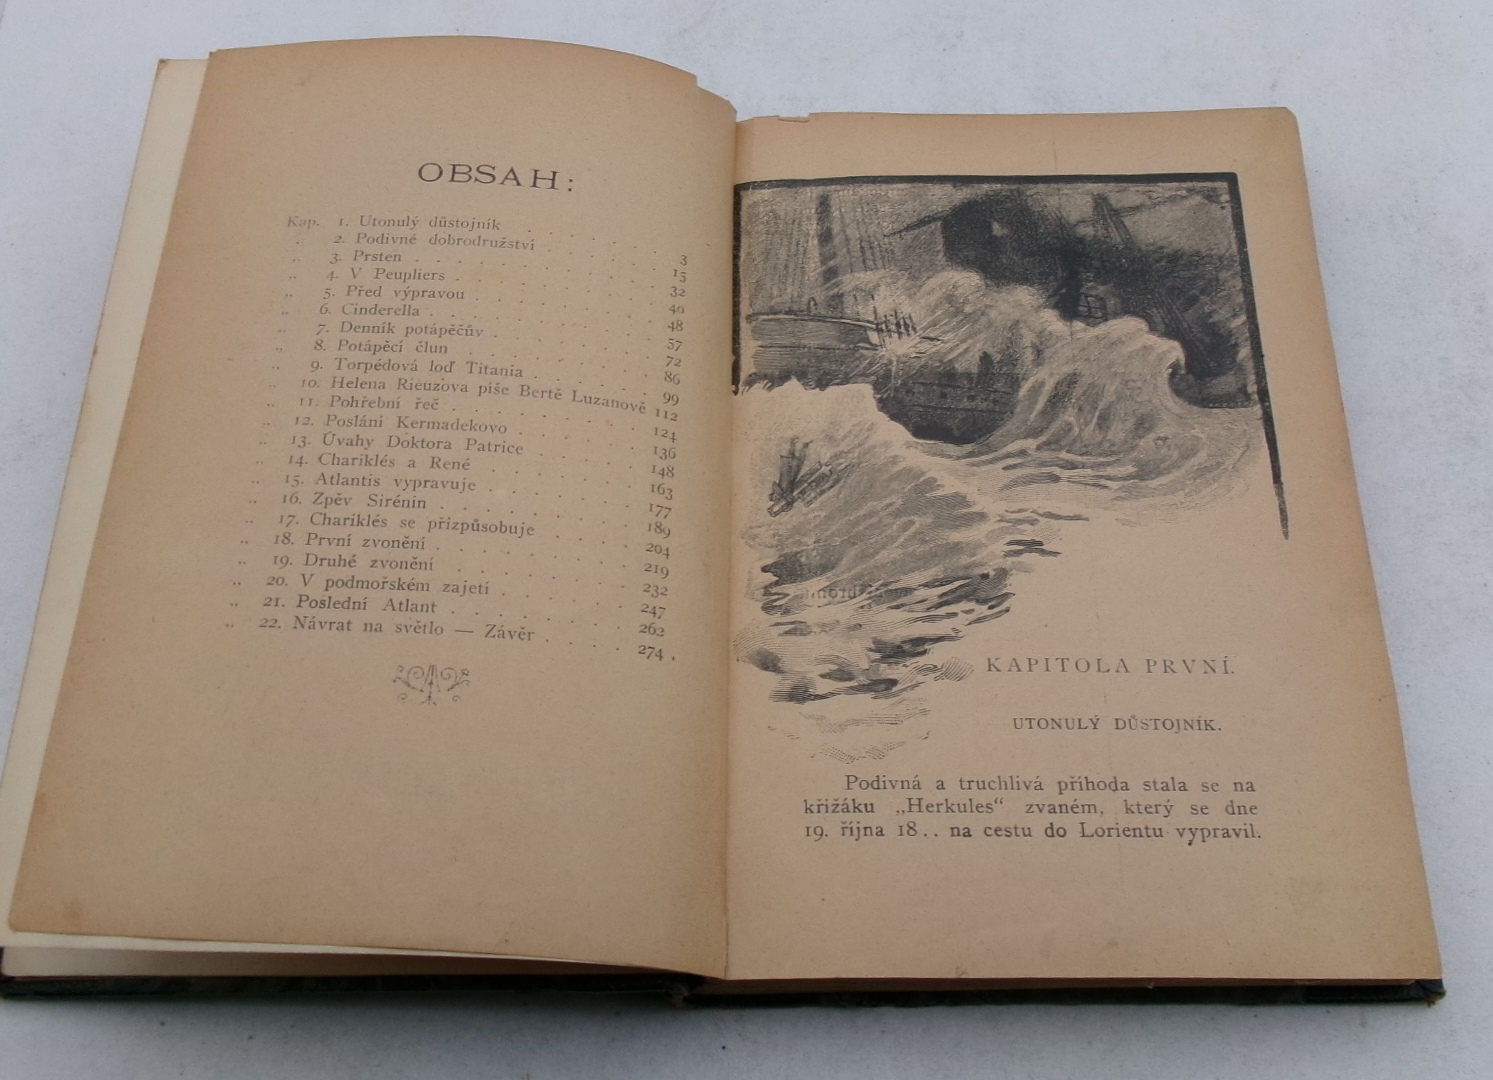 OBSAH:
Kap. 1. Utonulý důstojník . . . . . . 3
„ 2. Podivné dobrodružství . . . . . 15
„ 3. Prsten . . . . . . . . . 32
„ 4. V Peupliers . . . . . . . . 40
„ 5. Před výpravou . . . . . . . 48
„ 6. Cinderella . . . . . . . . 57
„ 7. Denník potápěčův . . . . . . 72
„ 8. Potápěcí člun . . . . . . . 86
„ 9. Torpédová loď Titania . . . . . 99
„ 10. Helena Rieuzova píše Bertě Luzanově 112
„ 11. Pohřební řeč . . . . . . . 124
„ 12. Poslání Kermadekovo . . . . . 136
„ 13. Úvahy Doktora Patrice . . . . . 148
„ 14. Chariklés a René . . . . . . 163
„ 15. Atlantis vypravuje . . . . . . 177
„ 16. Zpěv Sirénin . . . . . . . 189
„ 17. Chariklés se přizpůsobuje . . . . 204
„ 18. První zvonění . . . . . . . 219
„ 19. Druhé zvonění . . . . . . . 232
„ 20. V podmořském zajetí . . . . . 247
„ 21. Poslední Atlant . . . . . . . 262
„ 22. Návrat na světlo — Závěr . . . . 274.
KAPITOLA PRVNÍ.
UTONULÝ DŮSTOJNÍK.
Podivná a truchlivá příhoda stala se na
křižáku „Herkules“ zvaném, který se dne
19. října 18.. na cestu do Lorientu vypravil.